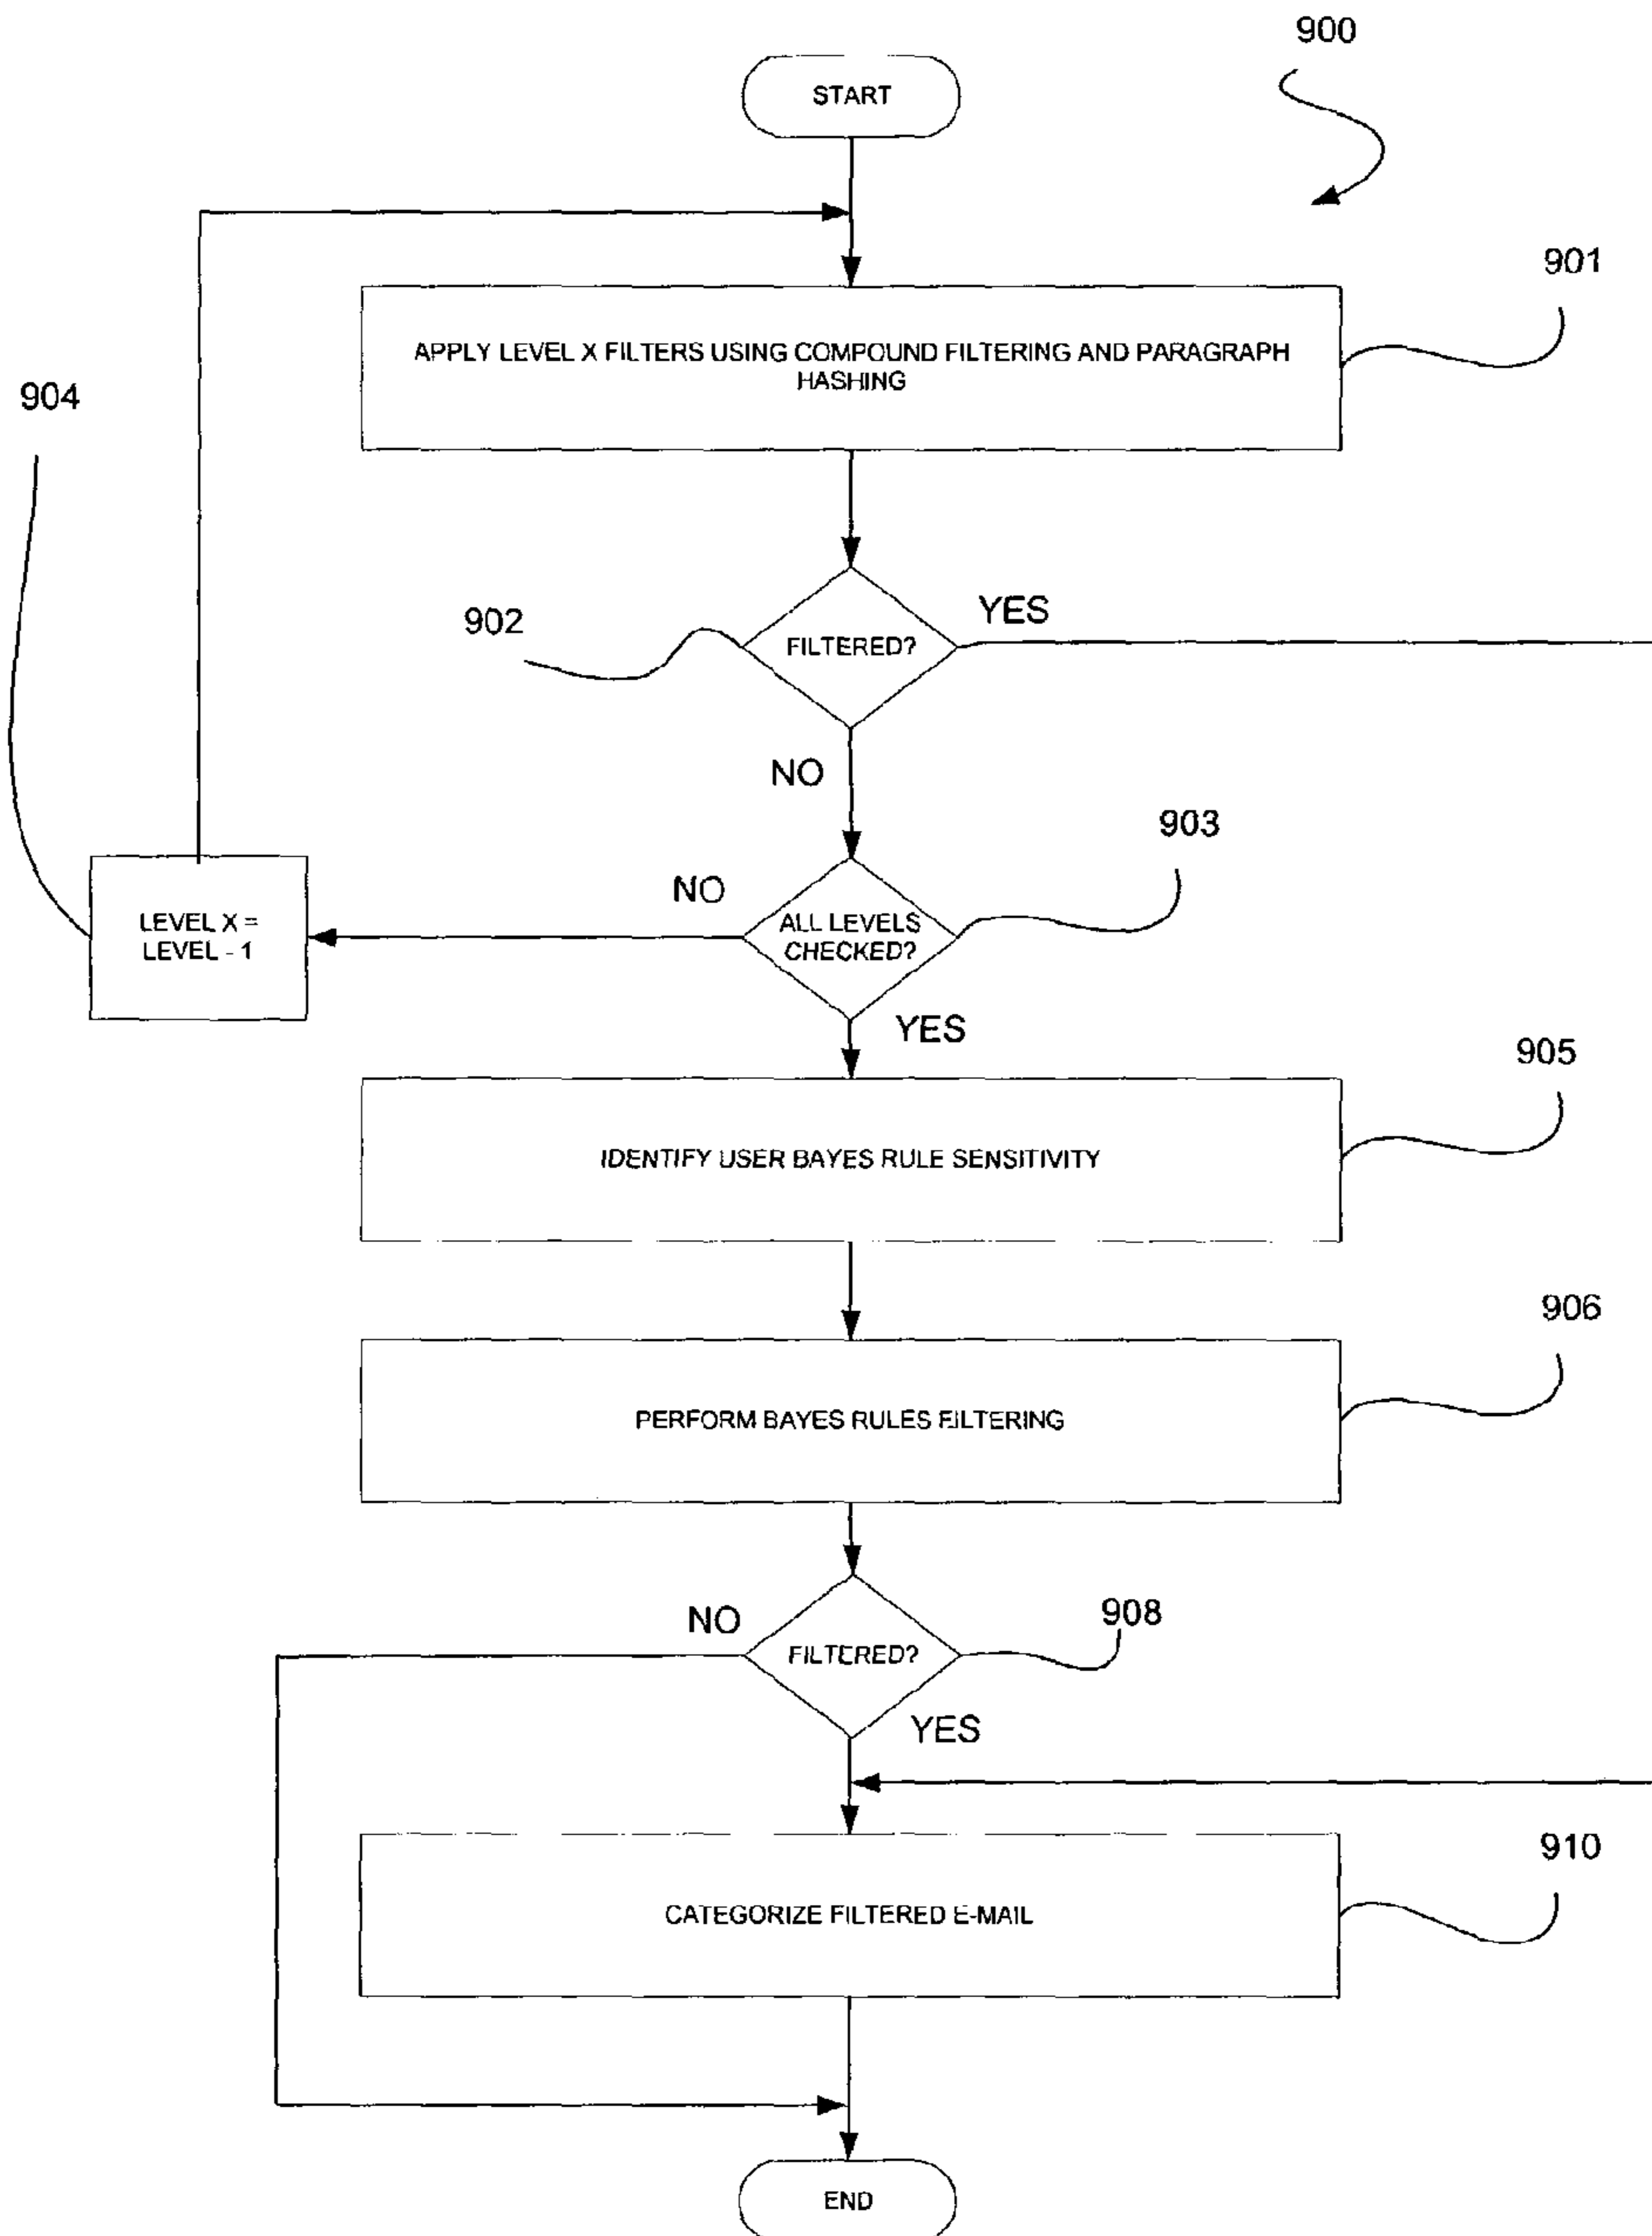 900
START
901
APPLY LEVEL X FILTERS USING COMPOUND FILTERING AND PARAGRAPH
HASHING
904
902
YES
FILTERED?
NO
903
NO
ALL LEVELS
CHECKED?
LEVEL X =
LEVEL - 1
YES
905
IDENTIFY USER BAYES RULE SENSITIVITY
906
PERFORM BAYES RULES FILTERING
908
NO
FILTERED?
YES
910
CATEGORIZE FILTERED E-MAIL
END